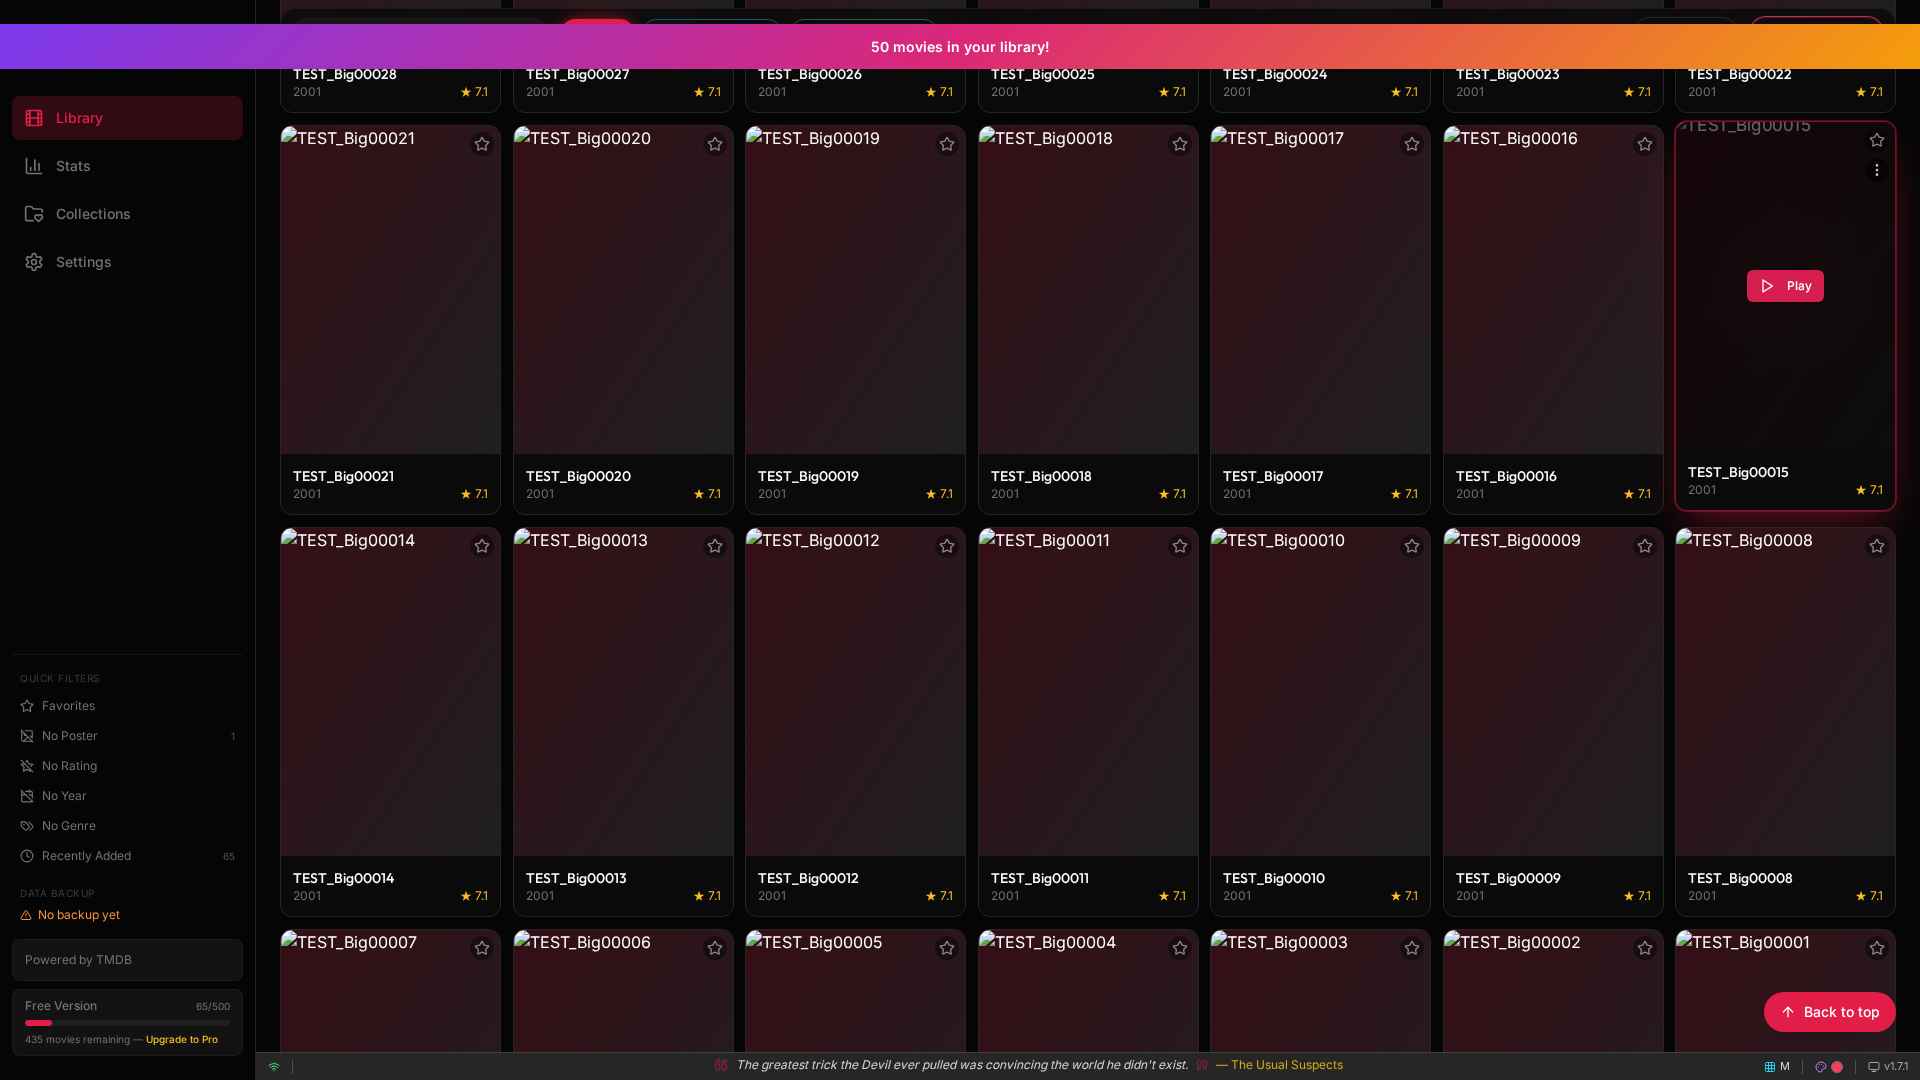 50 movies in your library!
TEST_Big00028
TEST_Big00027
TEST_Big00026
TEST_Big00025
TEST_Big00024
TEST_Big00023
TEST_Big00022
2001 ★ 7.1
2001 ★ 7.1
2001 ★ 7.1
2001 ★ 7.1
2001 ★ 7.1
2001 ★ 7.1
2001 ★ 7.1
Library
Stats
Collections
Settings
TEST_Big00021
TEST_Big00020
TEST_Big00019
TEST_Big00018
TEST_Big00017
TEST_Big00016
TEST_Big00015
Play
TEST_Big00021
2001 ★ 7.1
TEST_Big00020
2001 ★ 7.1
TEST_Big00019
2001 ★ 7.1
TEST_Big00018
2001 ★ 7.1
TEST_Big00017
2001 ★ 7.1
TEST_Big00016
2001 ★ 7.1
TEST_Big00015
2001 ★ 7.1
TEST_Big00014
TEST_Big00013
TEST_Big00012
TEST_Big00011
TEST_Big00010
TEST_Big00009
TEST_Big00008
TEST_Big00014
2001 ★ 7.1
TEST_Big00013
2001 ★ 7.1
TEST_Big00012
2001 ★ 7.1
TEST_Big00011
2001 ★ 7.1
TEST_Big00010
2001 ★ 7.1
TEST_Big00009
2001 ★ 7.1
TEST_Big00008
2001 ★ 7.1
TEST_Big00007
TEST_Big00006
TEST_Big00005
TEST_Big00004
TEST_Big00003
TEST_Big00002
TEST_Big00001
QUICK FILTERS
Favorites
No Poster 1
No Rating
No Year
No Genre
Recently Added 65
DATA BACKUP
No backup yet
Powered by TMDB
Free Version 65/500
435 movies remaining — Upgrade to Pro
Back to top
The greatest trick the Devil ever pulled was convincing the world he didn't exist. — The Usual Suspects
M
v1.7.1